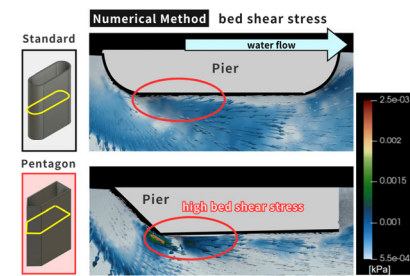 Numerical Method bed shear stress
Standard
water flow
Pier
Pentagon
Pier
high bed shear stress
2.5e-03
0.002
0.0015
0.001
5.5e-04
[kPa]